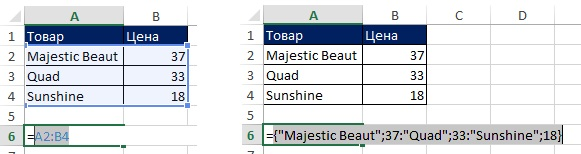 A B
1 Товар Цена
2 Majestic Beaut 37
3 Quad 33
4 Sunshine 18
5
6 =A2:B4
7
A B C D
1 Товар Цена
2 Majestic Beaut 37
3 Quad 33
4 Sunshine 18
5
6 ={"Majestic Beaut";37:"Quad";33:"Sunshine";18}
7